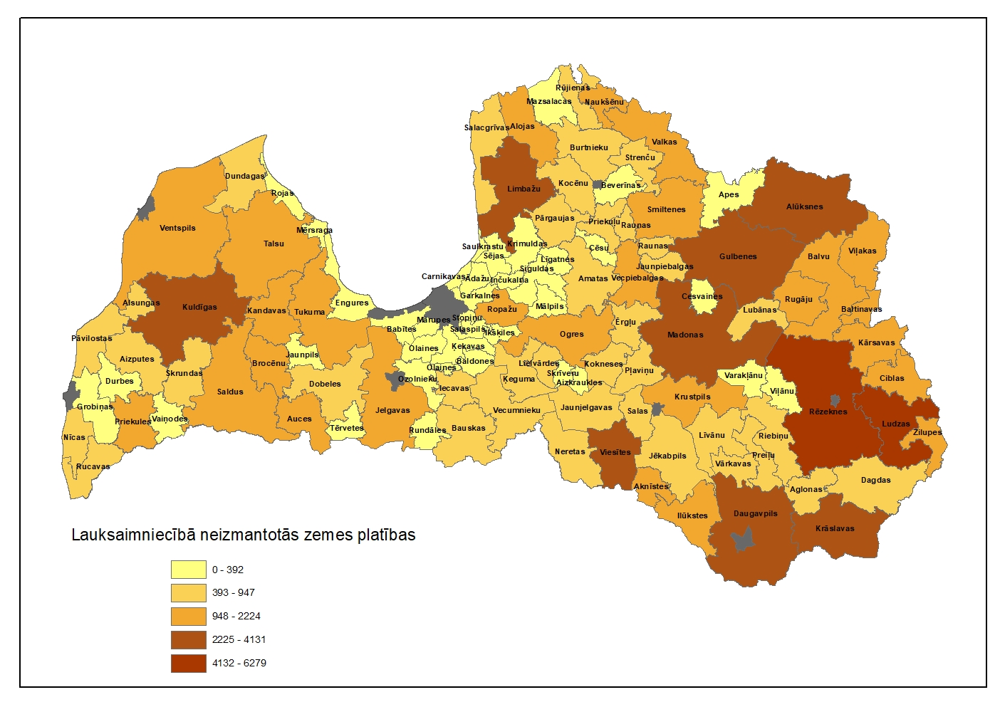 Rūjienas
Mazsalacas
Naukšēnu
Salacgrīvas
Alojas
Valkas
Burtnieku
Strenču
Dundagas
Kocēnu
Beverīnas
Limbažu
Rojas
Apes
Alūksnes
Smiltenes
Pārgaujas
Priekuļu
Raunas
Ventspils
Mērsraga
Talsu
Krimuldas
Saulkrastu
Sējas
Cēsu
Raunas
Gulbenes
Balvu
Viļakas
Līgatnes
Siguldas
Jaunpiebalgas
Carnikavas
Ādažu
Inčukalna
Amatas
Vecpiebalgas
Garkalnes
Cesvaines
Rugāju
Alsungas
Kuldīgas
Kandavas
Tukuma
Engures
Mālpils
Ropažu
Lubānas
Baltinavas
Mārupes
Stopiņu
Ērgļu
Babītes
Salaspils
Ikšķiles
Ogres
Madonas
Pāvilostas
Kārsavas
Olaines
Ķekavas
Jaunpils
Aizputes
Baldones
Brocēnu
Lielvārdes
Kokneses
Pļaviņu
Olaines
Skrundas
Skrīveru
Varakļānu
Durbes
Ozolnieku
Ķeguma
Aizkraukles
Ciblas
Dobeles
Iecavas
Saldus
Viļānu
Krustpils
Grobiņas
Jaunjelgavas
Jelgavas
Vecumnieku
Salas
Rēzeknes
Priekules
Vaiņodes
Auces
Ludzas
Tērvetes
Rundāles
Bauskas
Žilupes
Nīcas
Līvānu
Riebiņu
Neretas
Viesītes
Jēkabpils
Preiļu
Vārkavas
Rucavas
Dagdas
Aknīstes
Aglonas
Ilūkstes
Daugavpils
Krāslavas
Lauksaimniecībā neizmantotās zemes platības
0 - 392
393 - 947
948 - 2224
2225 - 4131
4132 - 6279